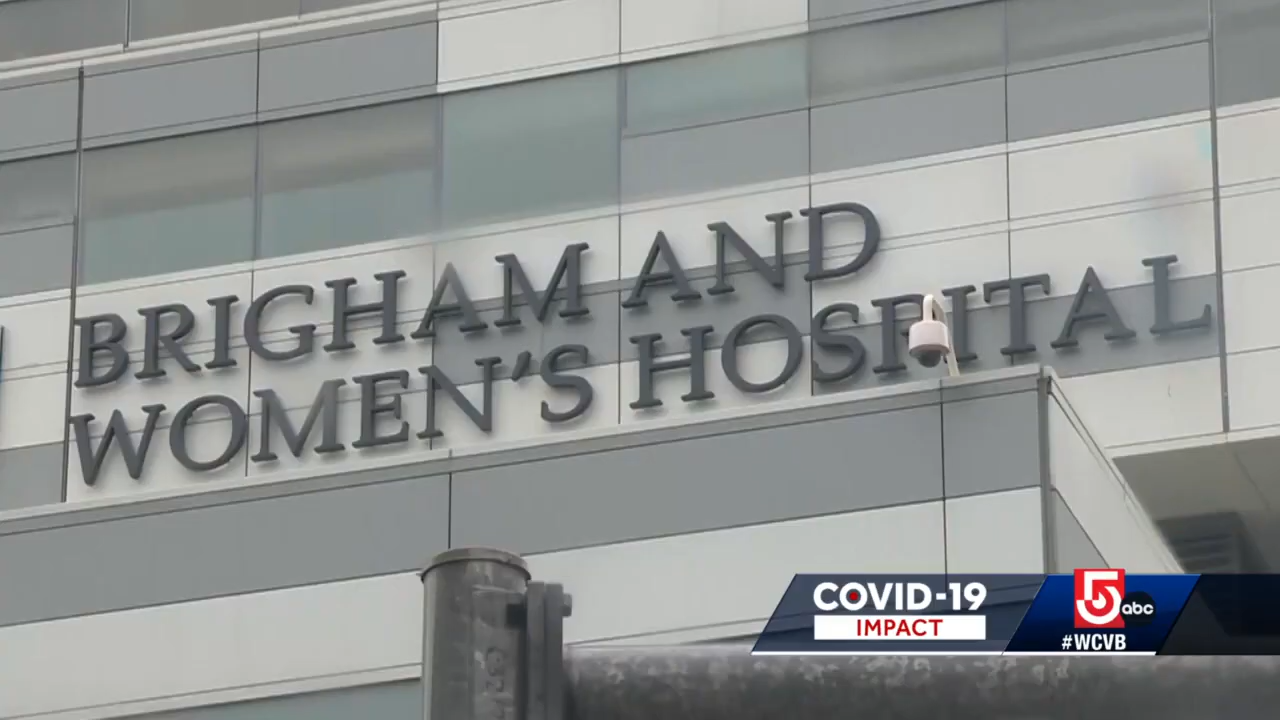 BRIGHAM AND
WOMEN'S HOSPITAL
COVID-19
IMPACT
5
abc
#WCVB